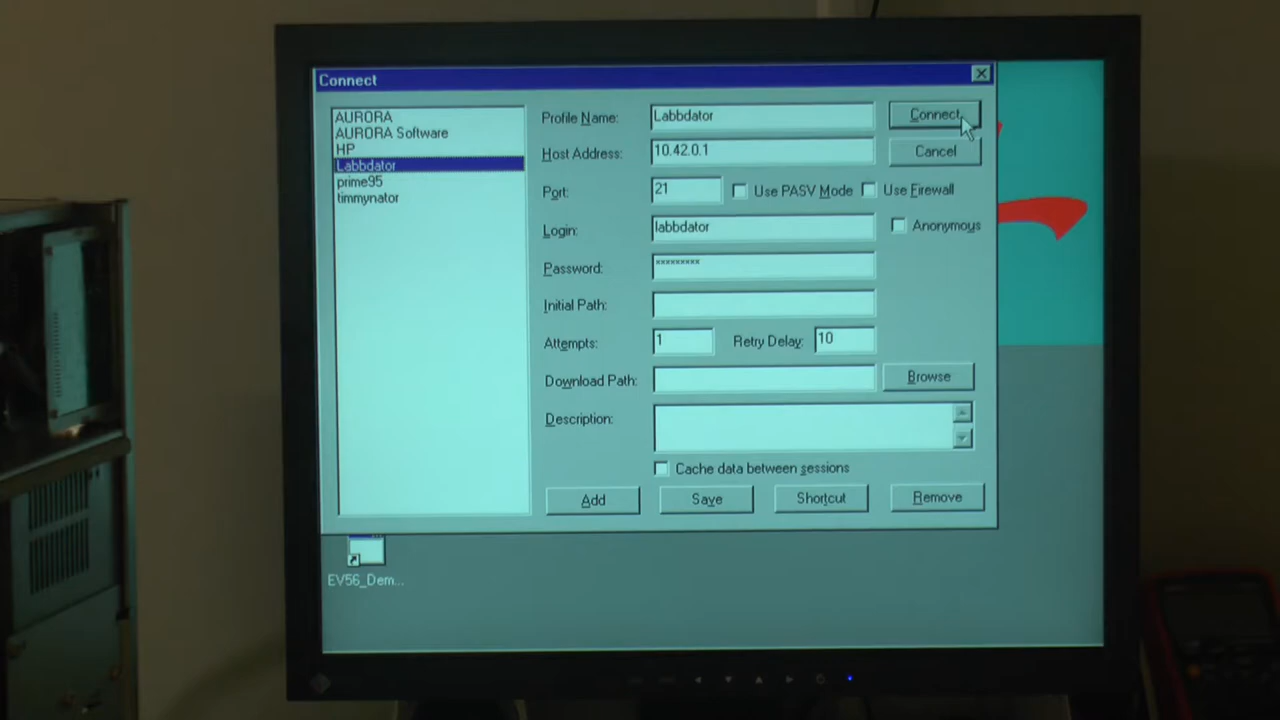 Connect
AURORA
AURORA Software
HP
Labbdator
prime95
timmynator
Profile Name: Labbdator
Connect
Host Address: 10.42.0.1
Cancel
Port: 21 Use PASV Mode Use Firewall
Login: labbdator Anonymous
Password: *********
Initial Path:
Attempts: 1 Retry Delay: 10
Download Path: Browse
Description:
Cache data between sessions
Add Save Shortcut Remove
EV56_Dem...